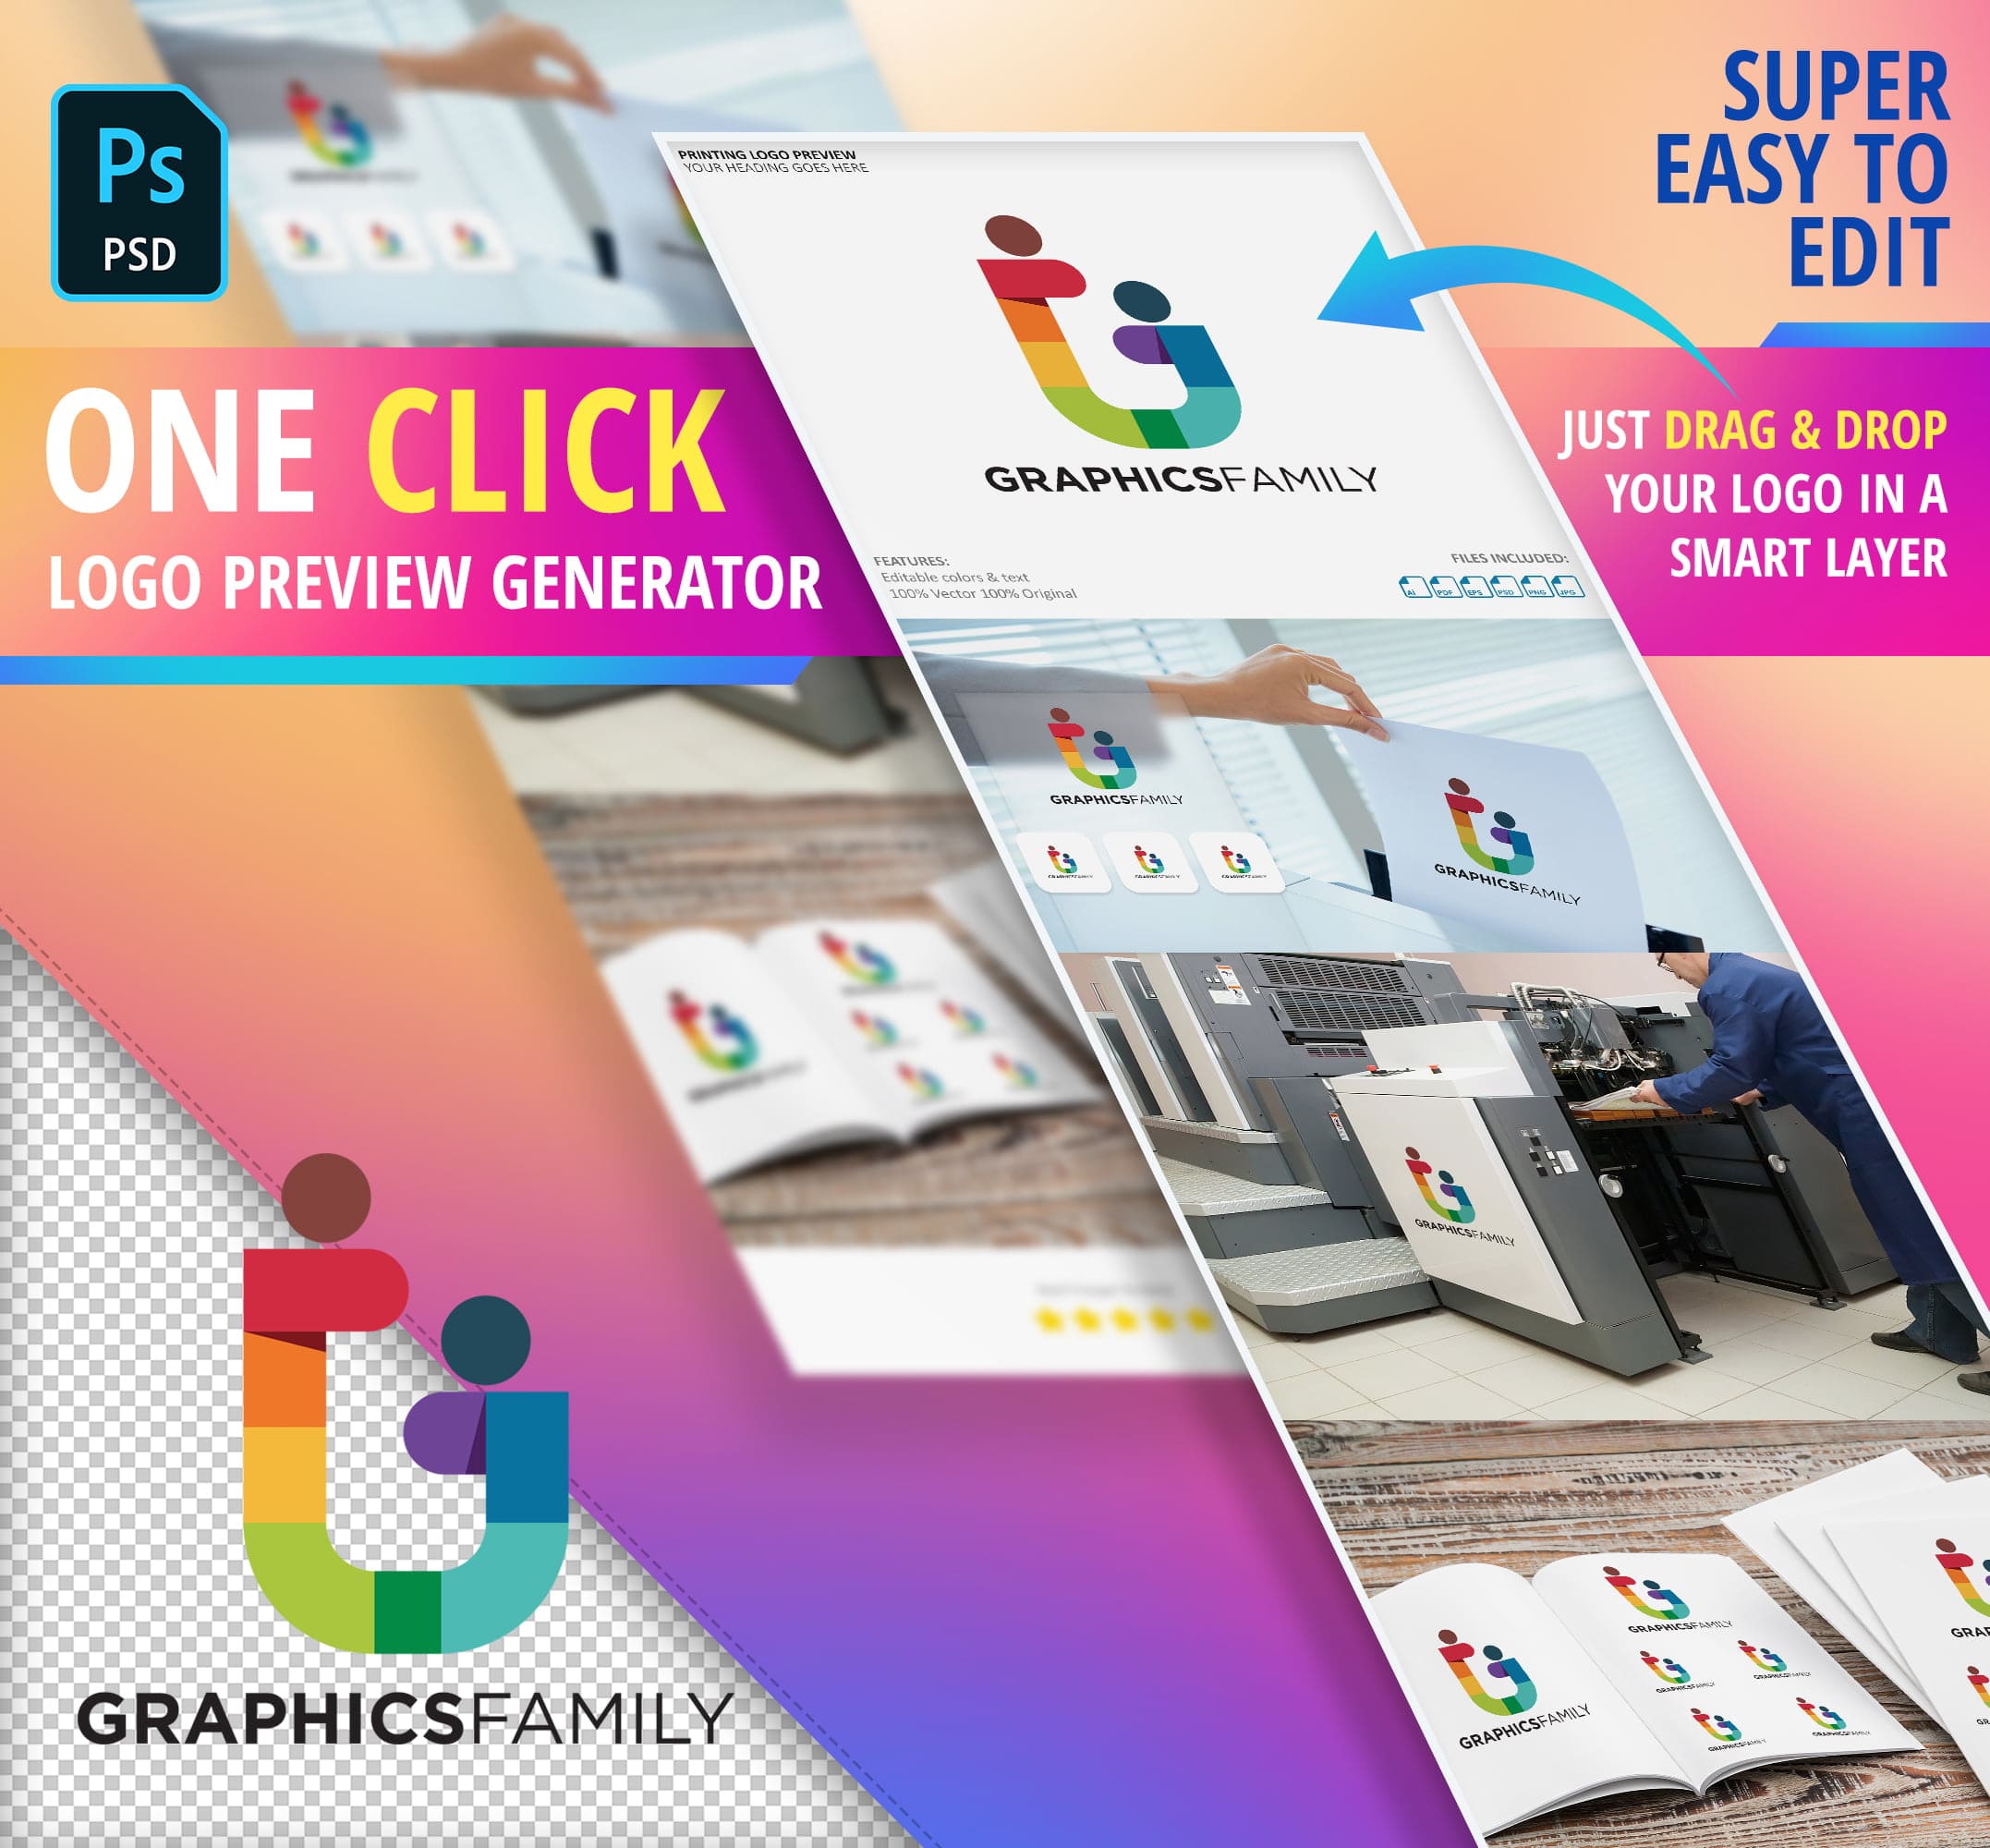 Ps
PSD
SUPER
EASY TO
EDIT
ONE CLICK
LOGO PREVIEW GENERATOR
JUST DRAG & DROP
YOUR LOGO IN A
SMART LAYER
PRINTING LOGO PREVIEW
YOUR HEADING GOES HERE
GRAPHICSFAMILY
FEATURES:
Editable colors & text
100% Vector 100% Original
FILES INCLUDED:
AI PDF EPS PSD PNG JPG
GRAPHICSFAMILY
GRAPHICSFAMILY
GRAPHICSFAMILY
GRAPHICSFAMILY
GRAPHICSFAMILY
GRAPHICSFAMILY